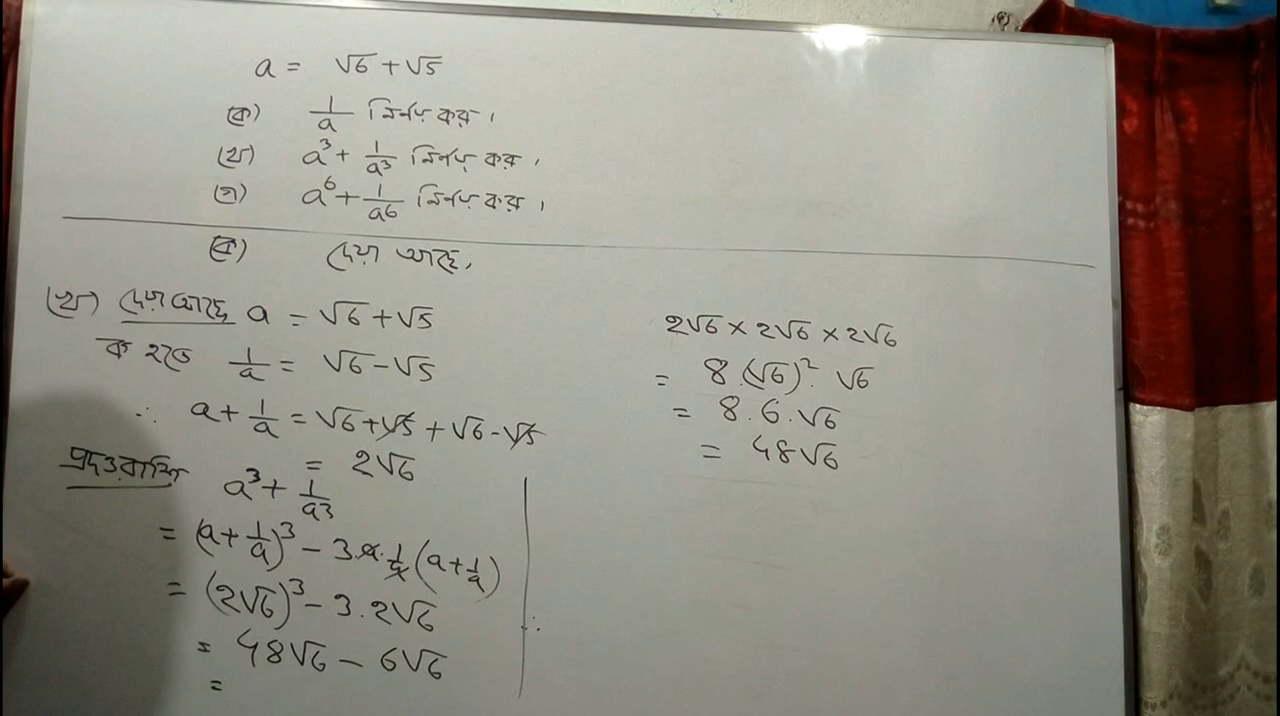 a = √6 + √5
(ক) 1/a নির্ণয় কর।
(খ) a³ + 1/a³ নির্ণয় কর।
(গ) a⁶ + 1/a⁶ নির্ণয় কর।
(ক) দেয়া আছে,
(খ) দেয়া আছে a = √6 + √5
ক হতে 1/a = √6 - √5
∴ a + 1/a = √6 + √5 + √6 - √5
= 2√6
প্রদত্ত রাশি a³ + 1/a³
= (a + 1/a)³ - 3.a.1/a (a + 1/a)
= (2√6)³ - 3.2√6
= 48√6 - 6√6
=
∴
2√6 × 2√6 × 2√6
= 8.(√6)².√6
= 8.6.√6
= 48√6